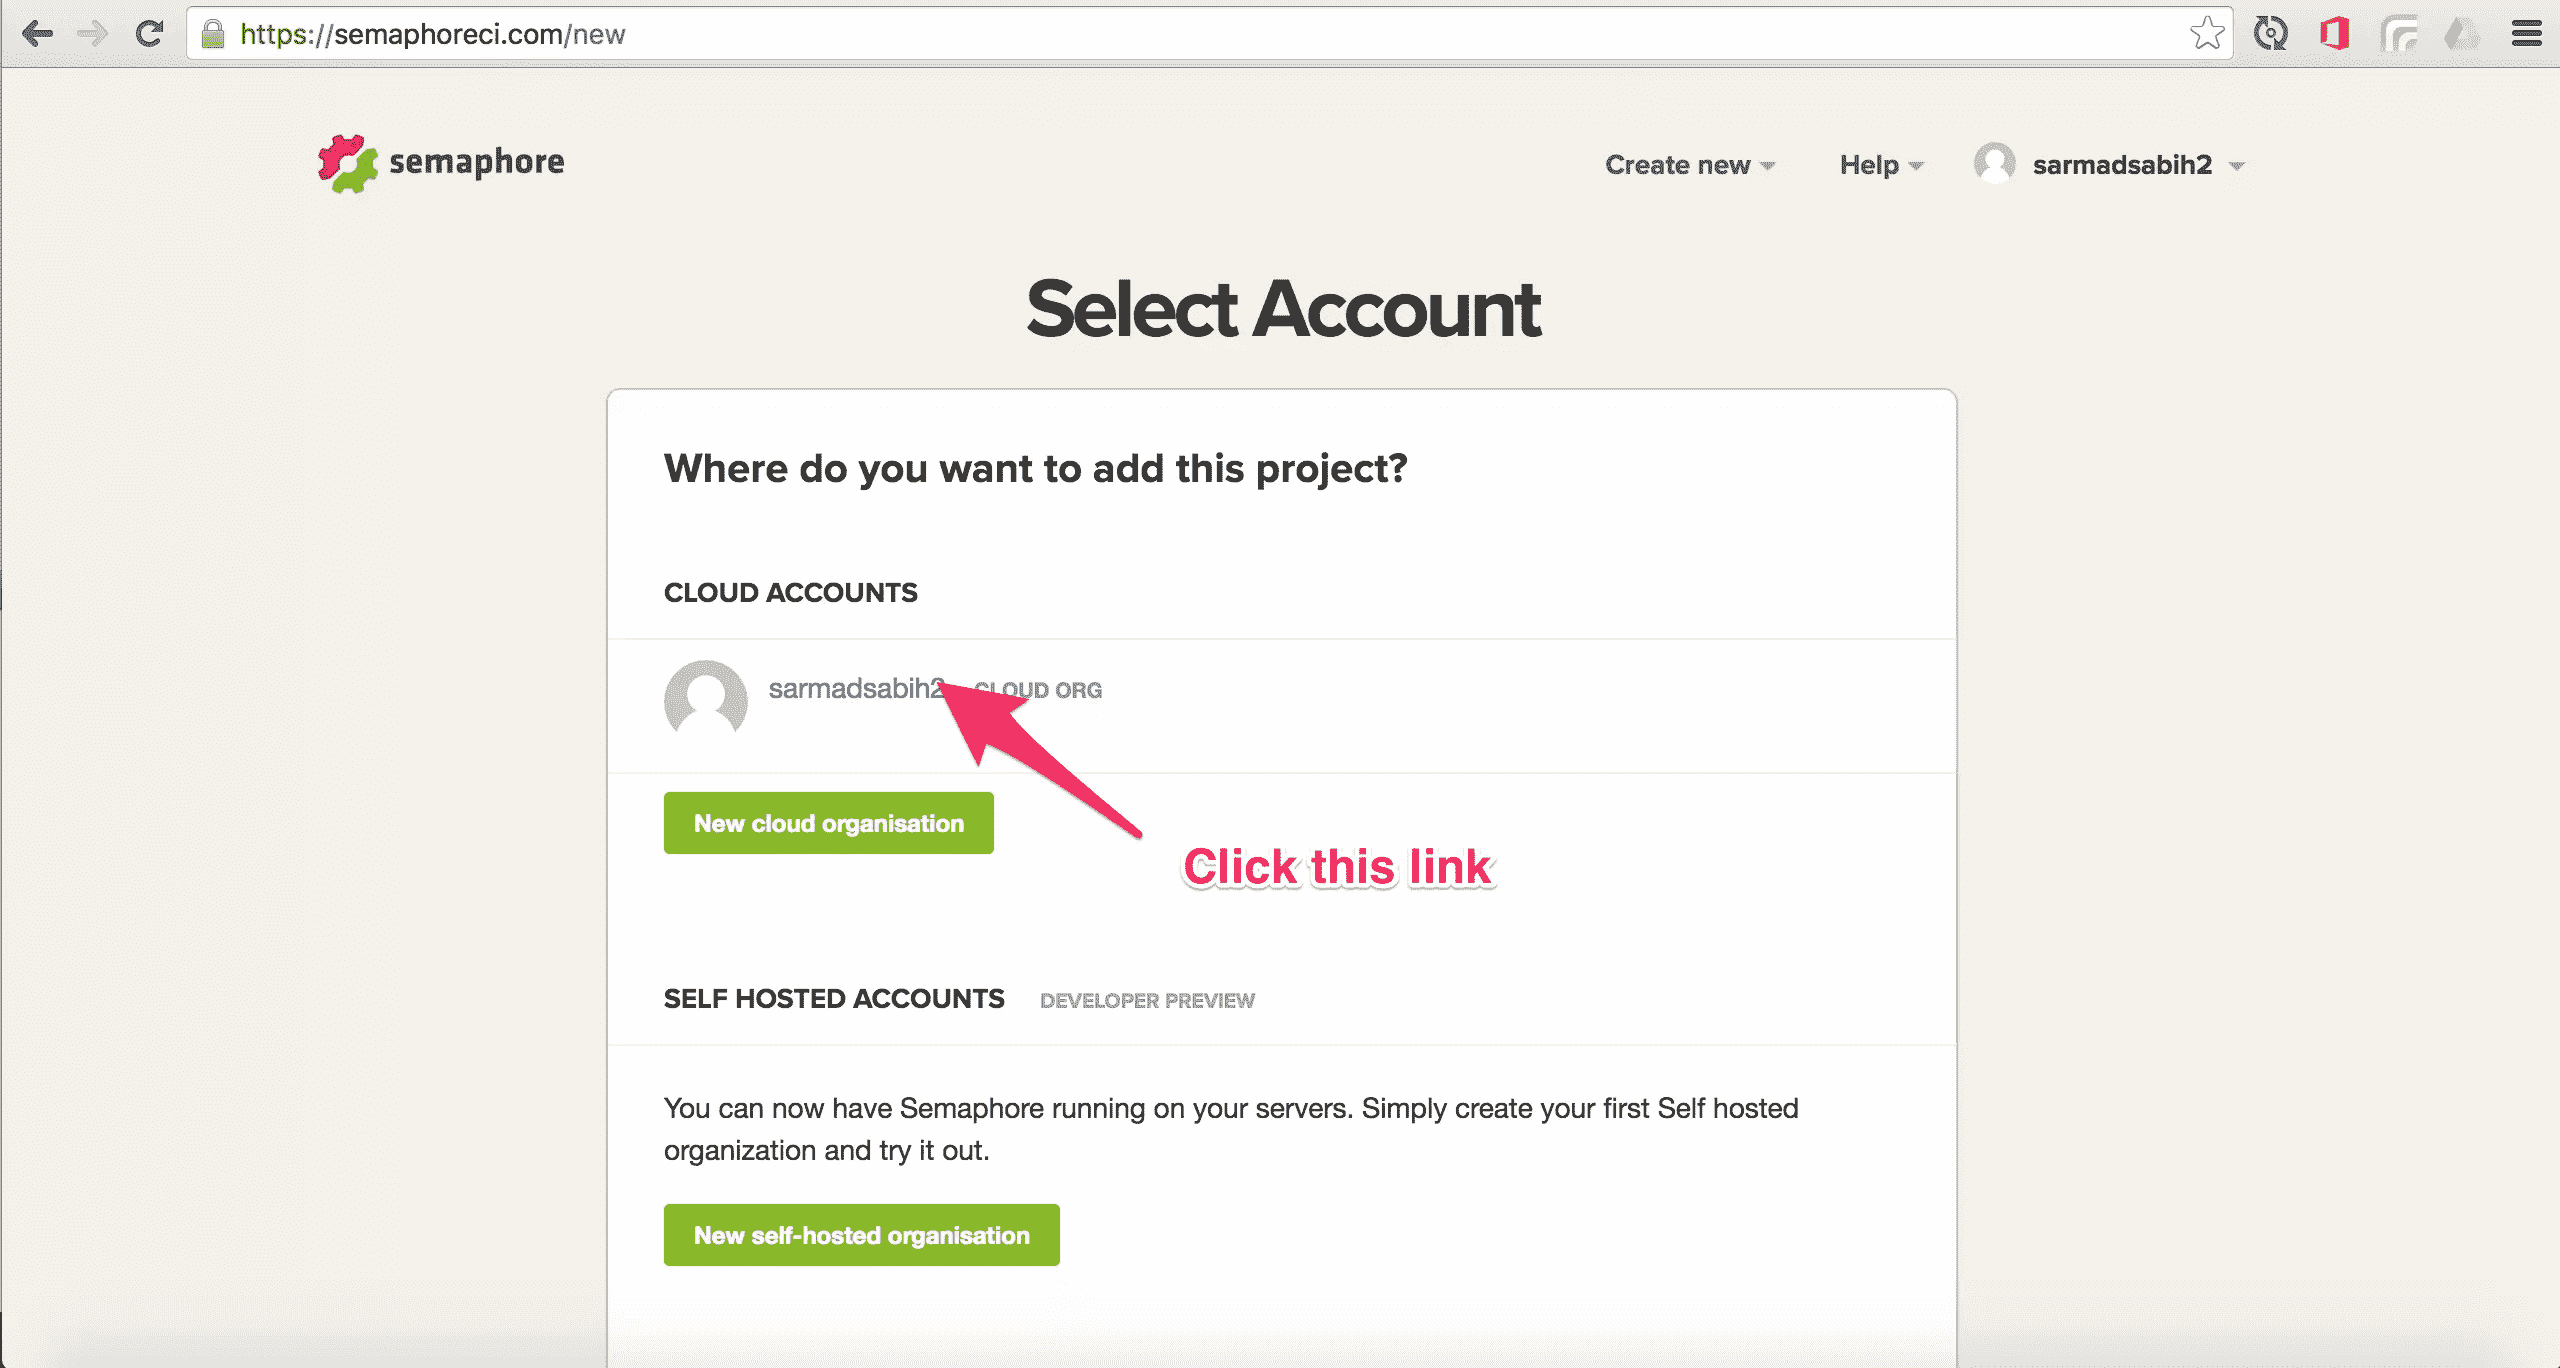 https://semaphoreci.com/new
semaphore
Create new
Help
sarmadsabih2
Select Account
Where do you want to add this project?
CLOUD ACCOUNTS
sarmadsabih2 CLOUD ORG
New cloud organisation
Click this link
SELF HOSTED ACCOUNTS DEVELOPER PREVIEW
You can now have Semaphore running on your servers. Simply create your first Self hosted
organization and try it out.
New self-hosted organisation